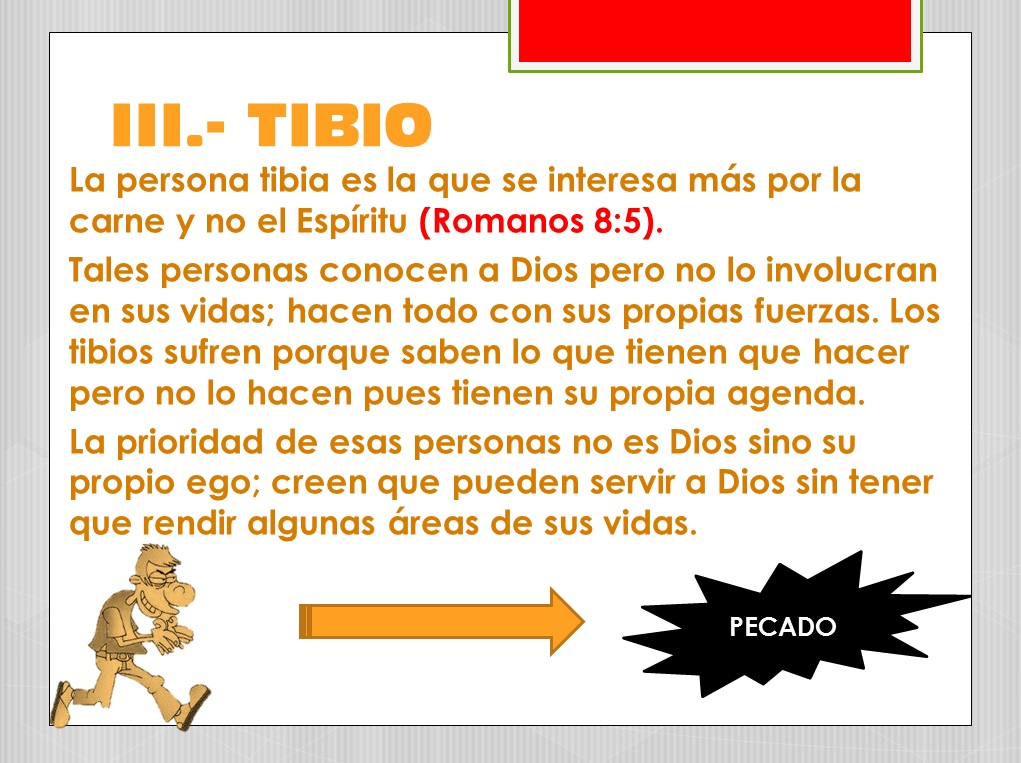 III.- TIBIO
La persona tibia es la que se interesa más por la
carne y no el Espíritu (Romanos 8:5).
Tales personas conocen a Dios pero no lo involucran
en sus vidas; hacen todo con sus propias fuerzas. Los
tibios sufren porque saben lo que tienen que hacer
pero no lo hacen pues tienen su propia agenda.
La prioridad de esas personas no es Dios sino su
propio ego; creen que pueden servir a Dios sin tener
que rendir algunas áreas de sus vidas.
PECADO